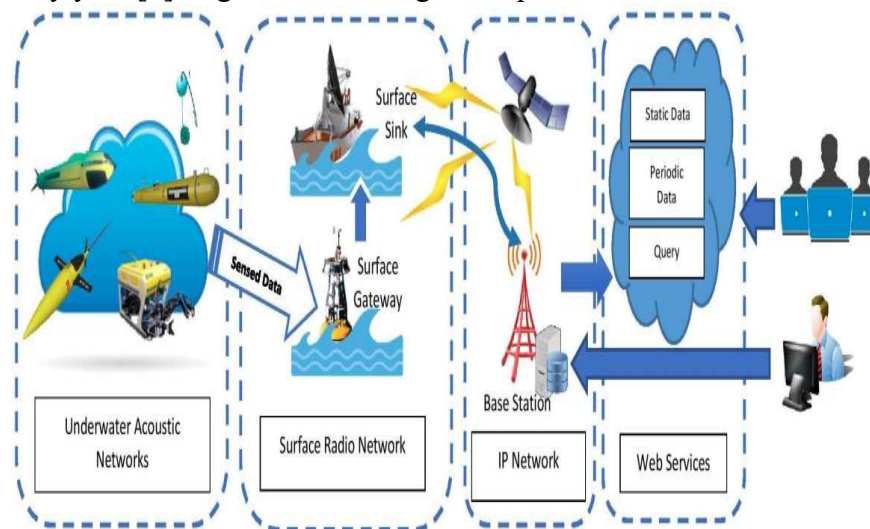 Sensed Data
Surface
Sink
Surface
Gateway
Base Station
Static Data
Periodic
Data
Query
Underwater Acoustic
Networks
Surface Radio Network
IP Network
Web Services